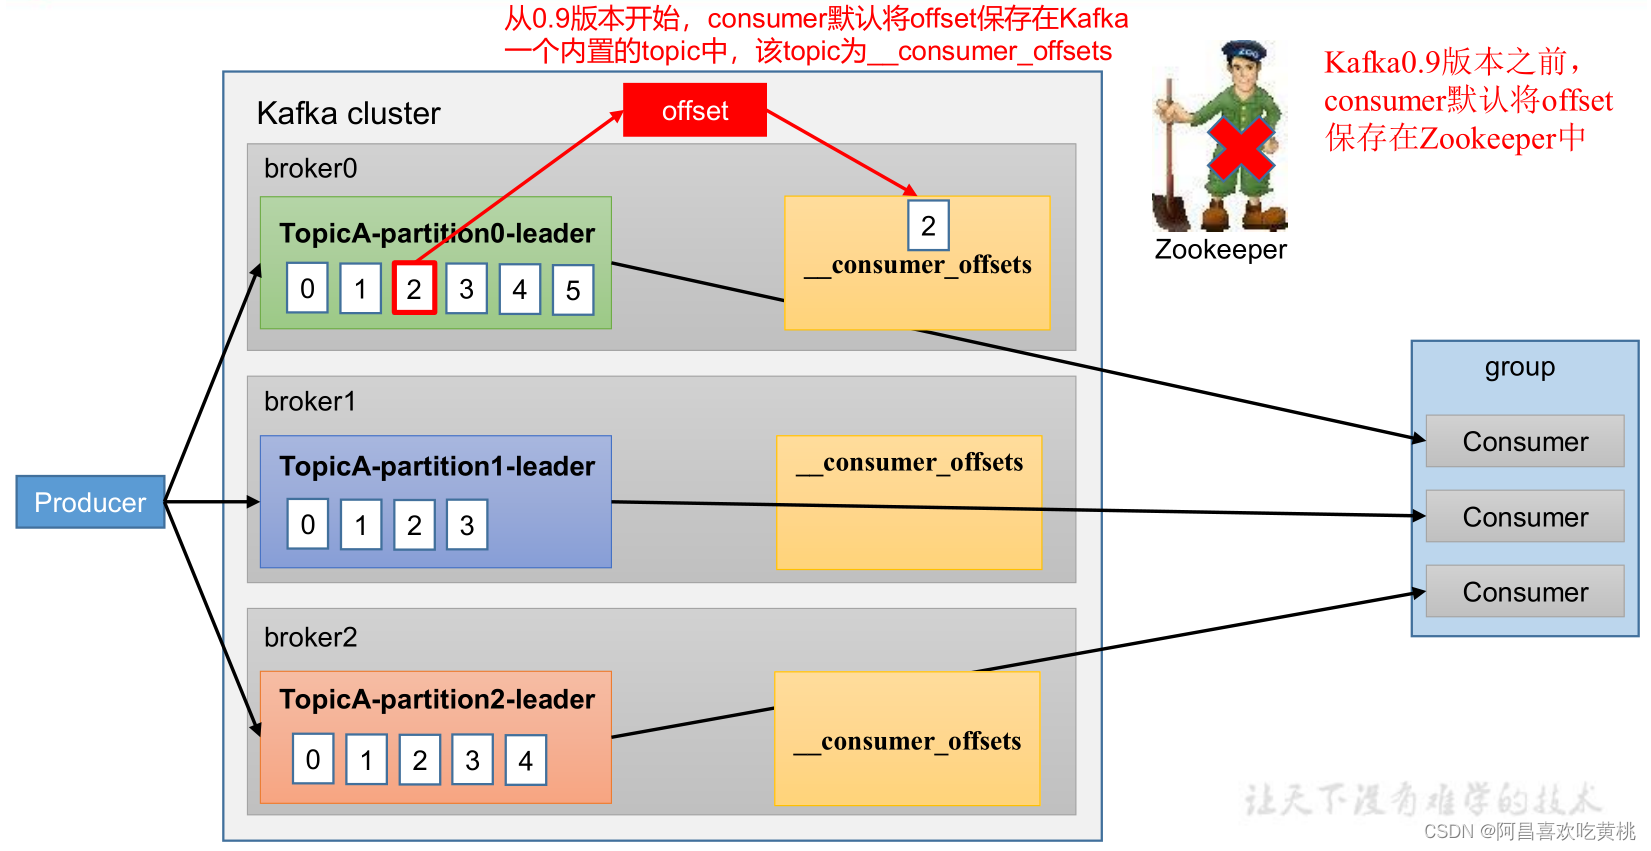 从0.9版本开始，consumer默认将offset保存在Kafka
一个内置的topic中，该topic为__consumer_offsets
Kafka0.9版本之前，
consumer默认将offset
保存在Zookeeper中
ZOO
Zookeeper
Kafka cluster
offset
broker0
TopicA-partition0-leader
0 1 2 3 4 5
2
__consumer_offsets
broker1
TopicA-partition1-leader
0 1 2 3
__consumer_offsets
broker2
TopicA-partition2-leader
0 1 2 3 4
__consumer_offsets
Producer
group
Consumer
Consumer
Consumer
让天下没有难学的技术
CSDN @阿昌喜欢吃黄桃